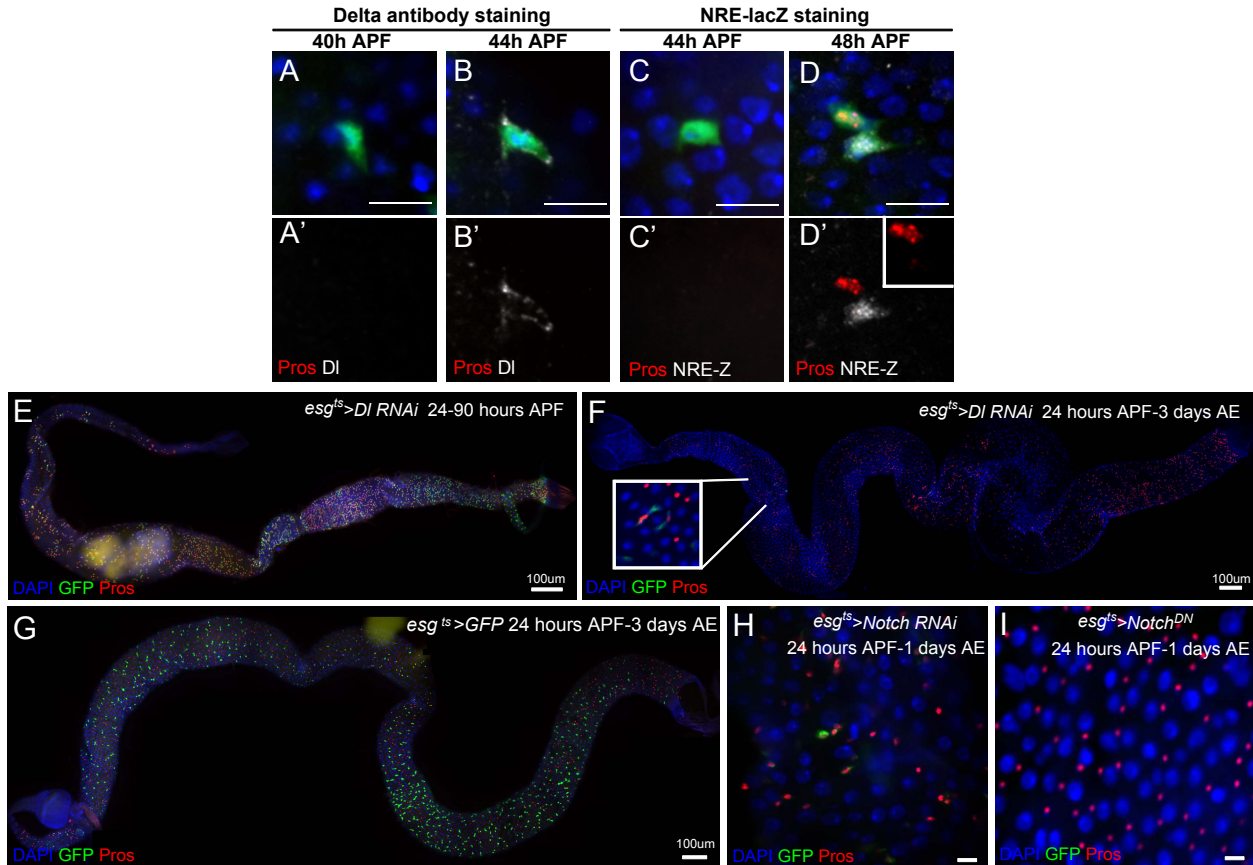 Delta antibody staining
NRE-lacZ staining
40h APF
44h APF
44h APF
48h APF
A
B
C
D
A'
B'
C'
D'
Pros Dl
Pros Dl
Pros NRE-Z
Pros NRE-Z
E
esgts>Dl RNAi 24-90 hours APF
DAPI GFP Pros
100um
F
esgts>Dl RNAi 24 hours APF-3 days AE
DAPI GFP Pros
100um
G
esg ts>GFP 24 hours APF-3 days AE
DAPI GFP Pros
100um
H
esgts>Notch RNAi
24 hours APF-1 days AE
DAPI GFP Pros
I
esgts>NotchDN
24 hours APF-1 days AE
DAPI GFP Pros